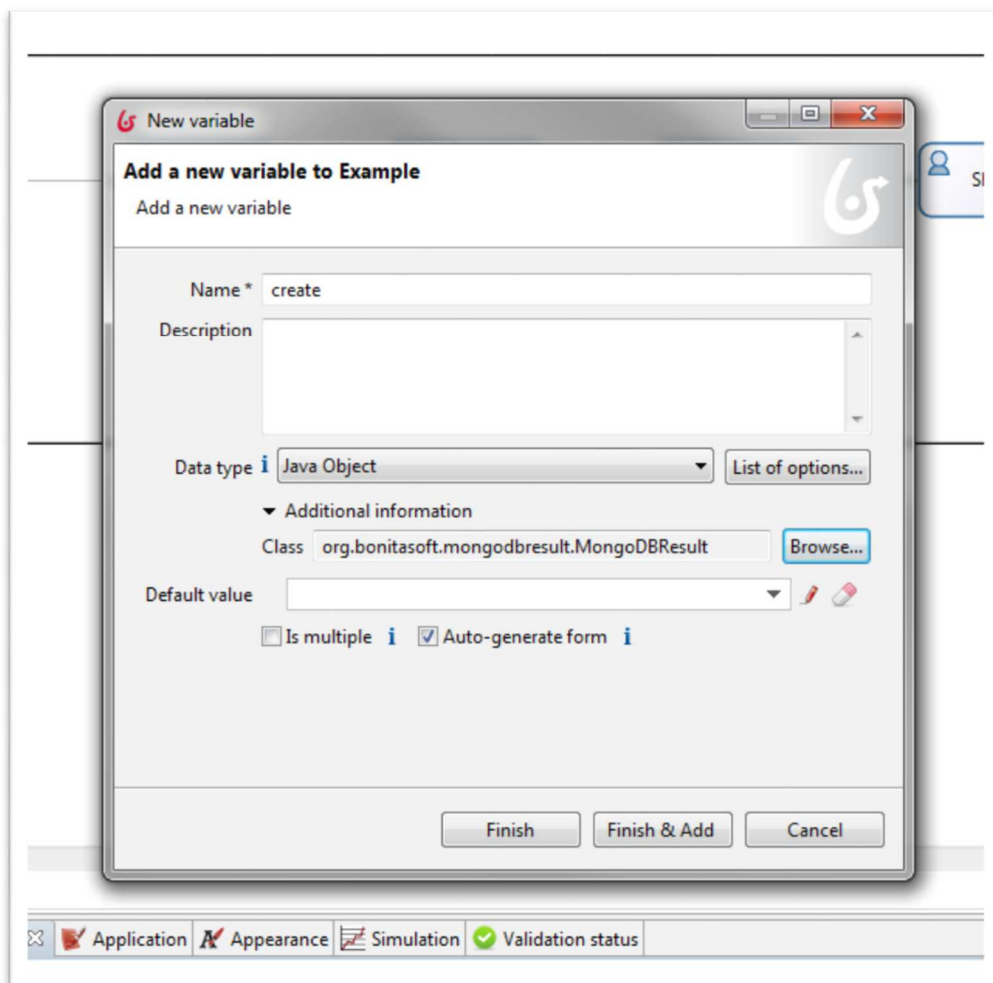 New variable
Add a new variable to Example
Add a new variable
Name * create
Description
Data type i Java Object List of options...
Additional information
Class org.bonitasoft.mongodbresult.MongoDBResult Browse...
Default value
Is multiple i Auto-generate form i
Finish Finish & Add Cancel
Application Appearance Simulation Validation status